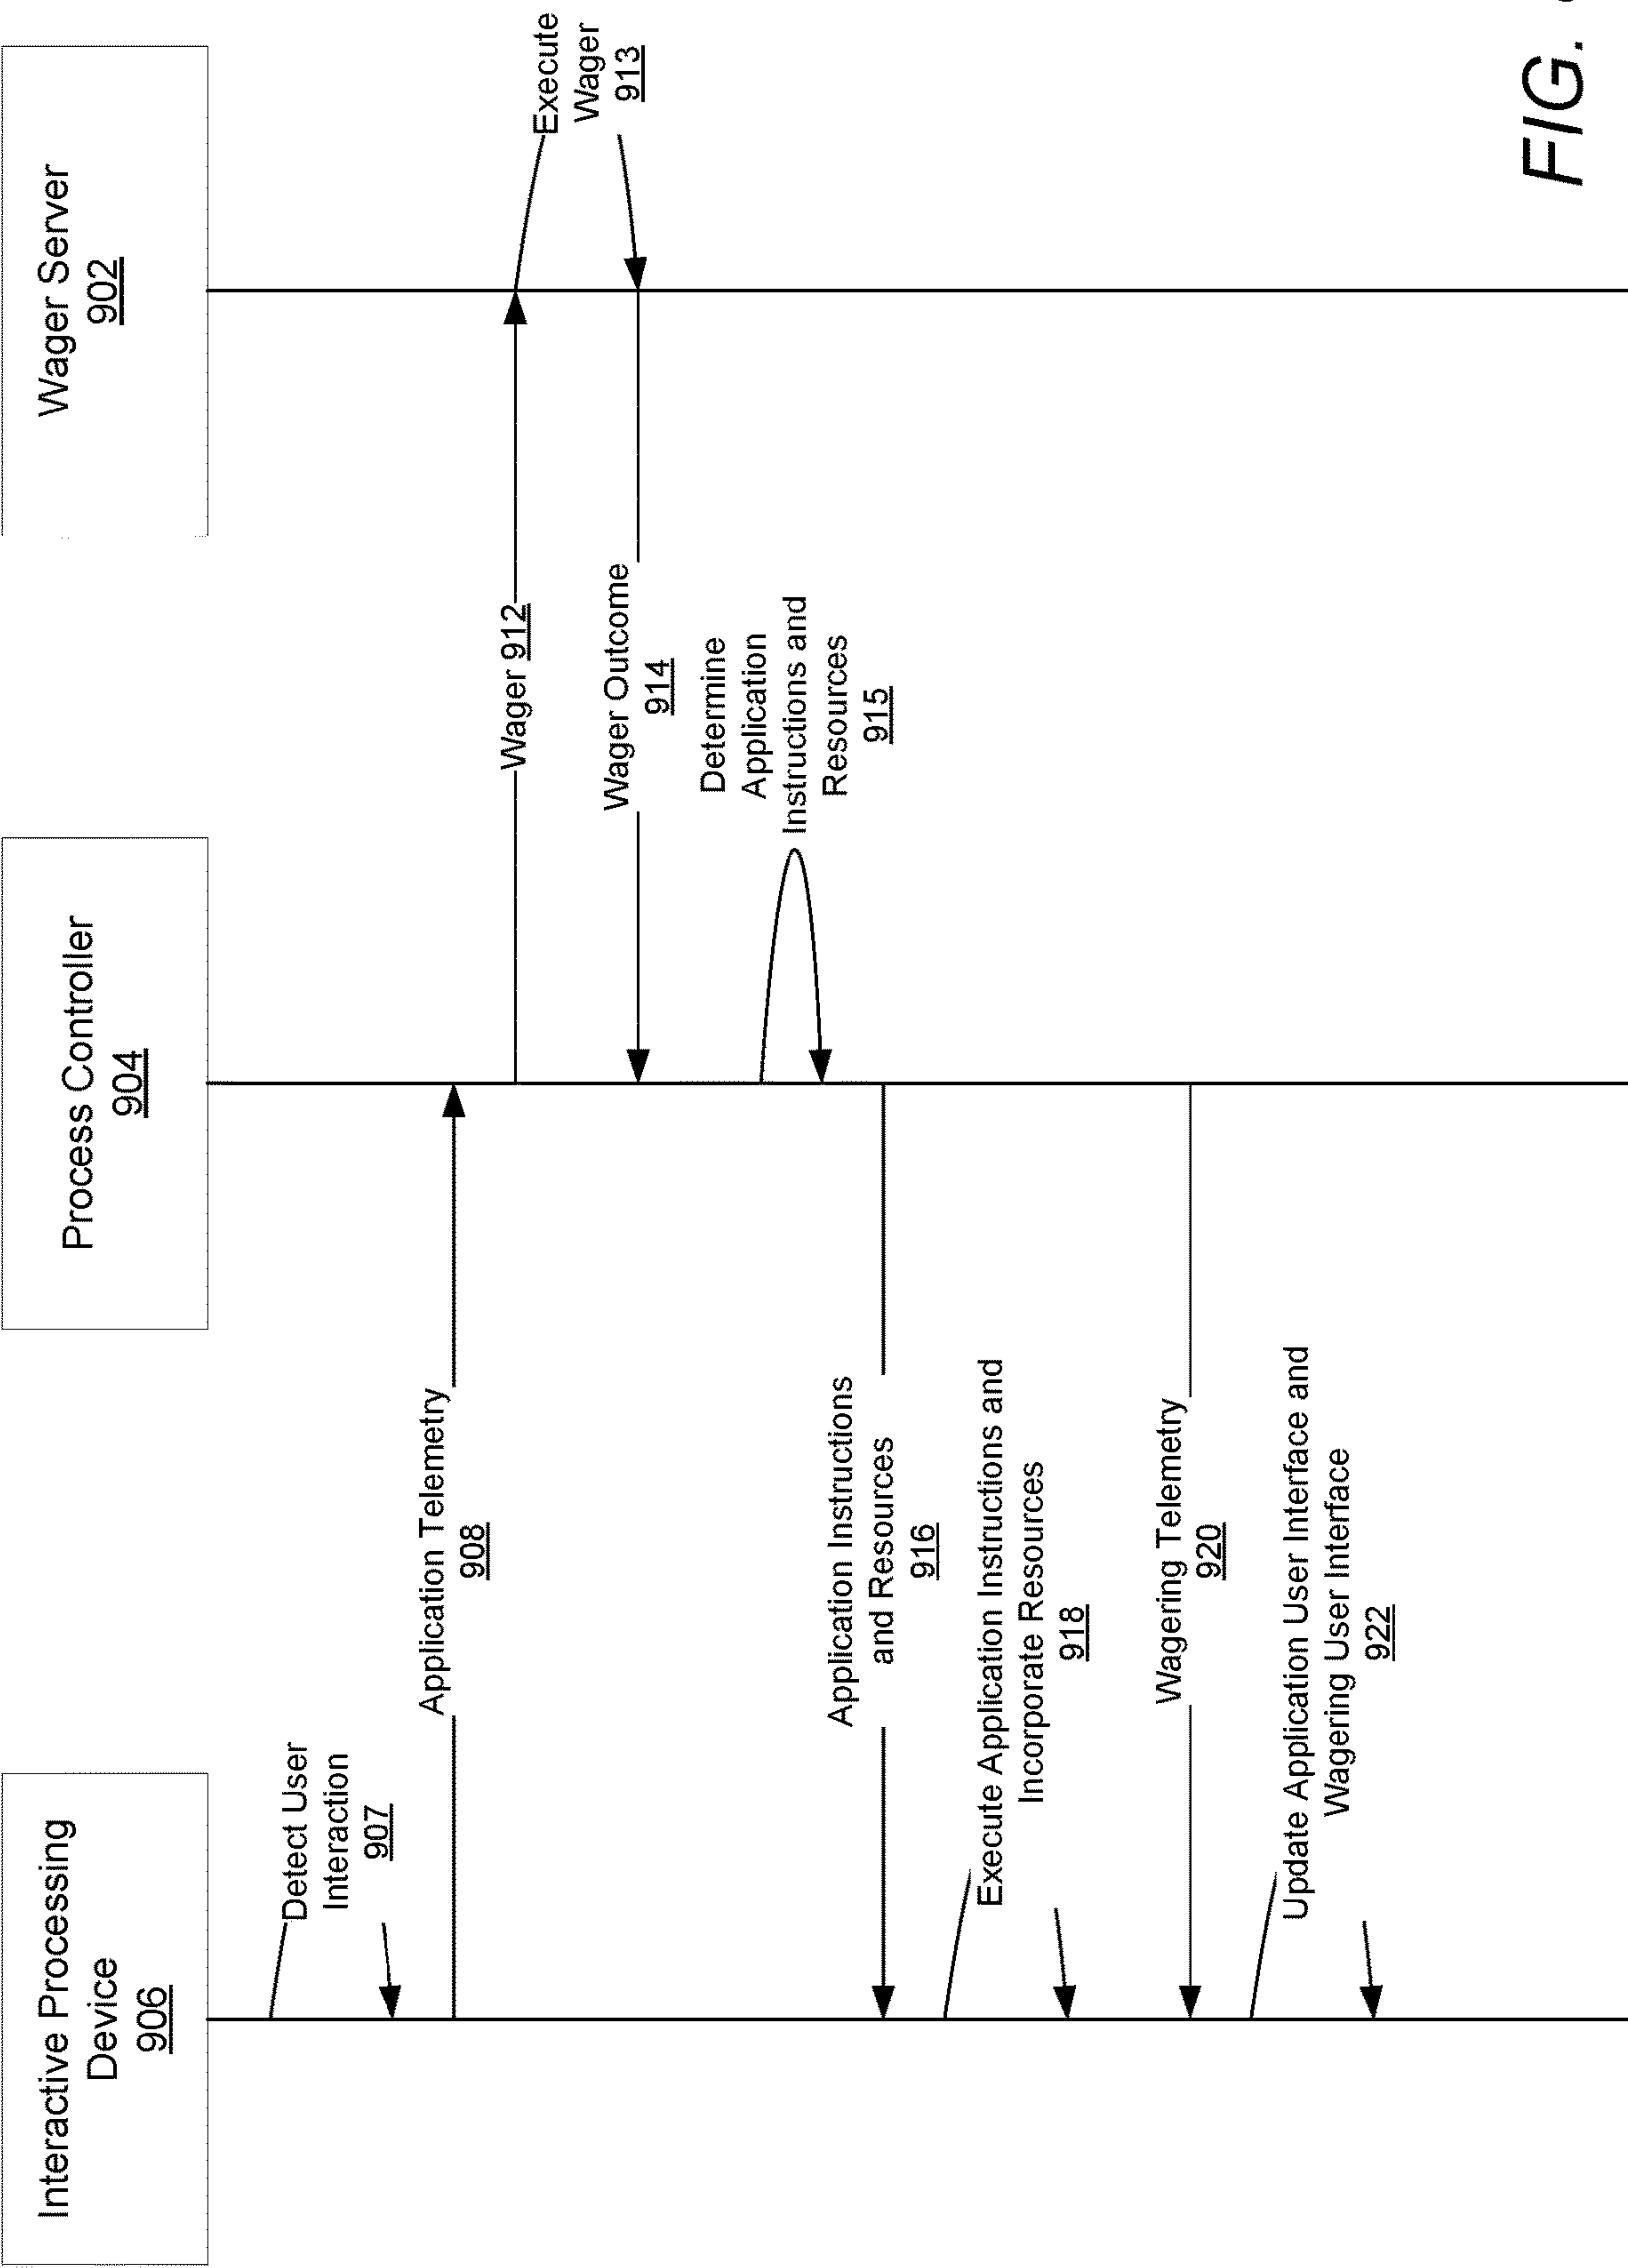 Interactive Processing
Device
906
Process Controller
904
Wager Server
902
Detect User
Interaction
907
Application Telemetry
908
Wager 912
Execute
Wager
913
Wager Outcome
914
Determine
Application
Instructions and
Resources
915
Application Instructions
and Resources
916
Execute Application Instructions and
Incorporate Resources
918
Wagering Telemetry
920
Update Application User Interface and
Wagering User Interface
922
FIG.